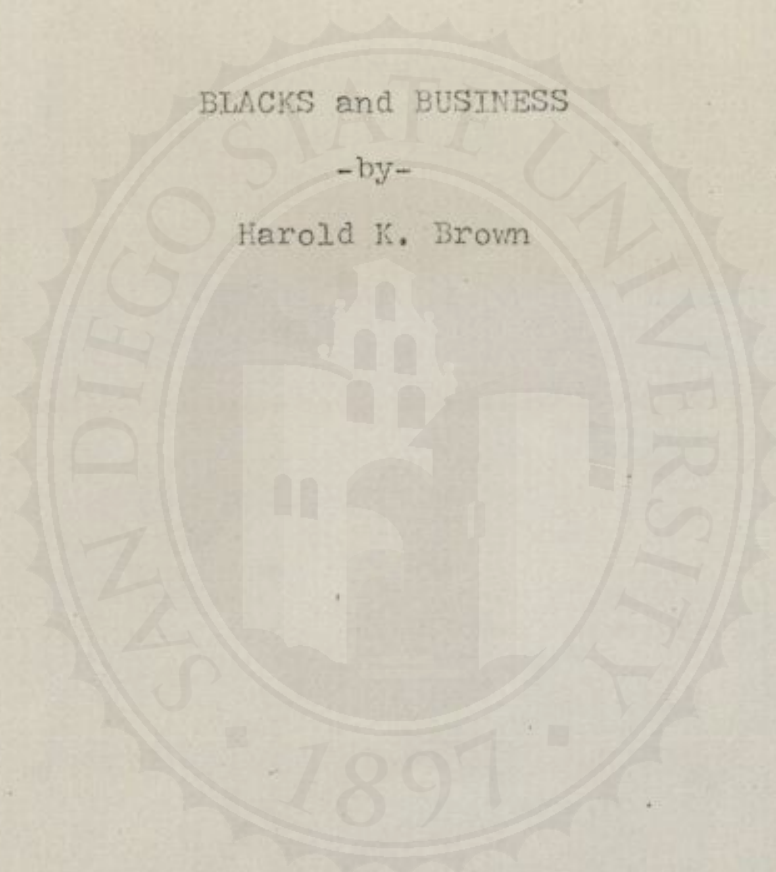 BLACKS and BUSINESS
-by-
Harold K. Brown
SAN DIEGO STATE UNIVERSITY
1897